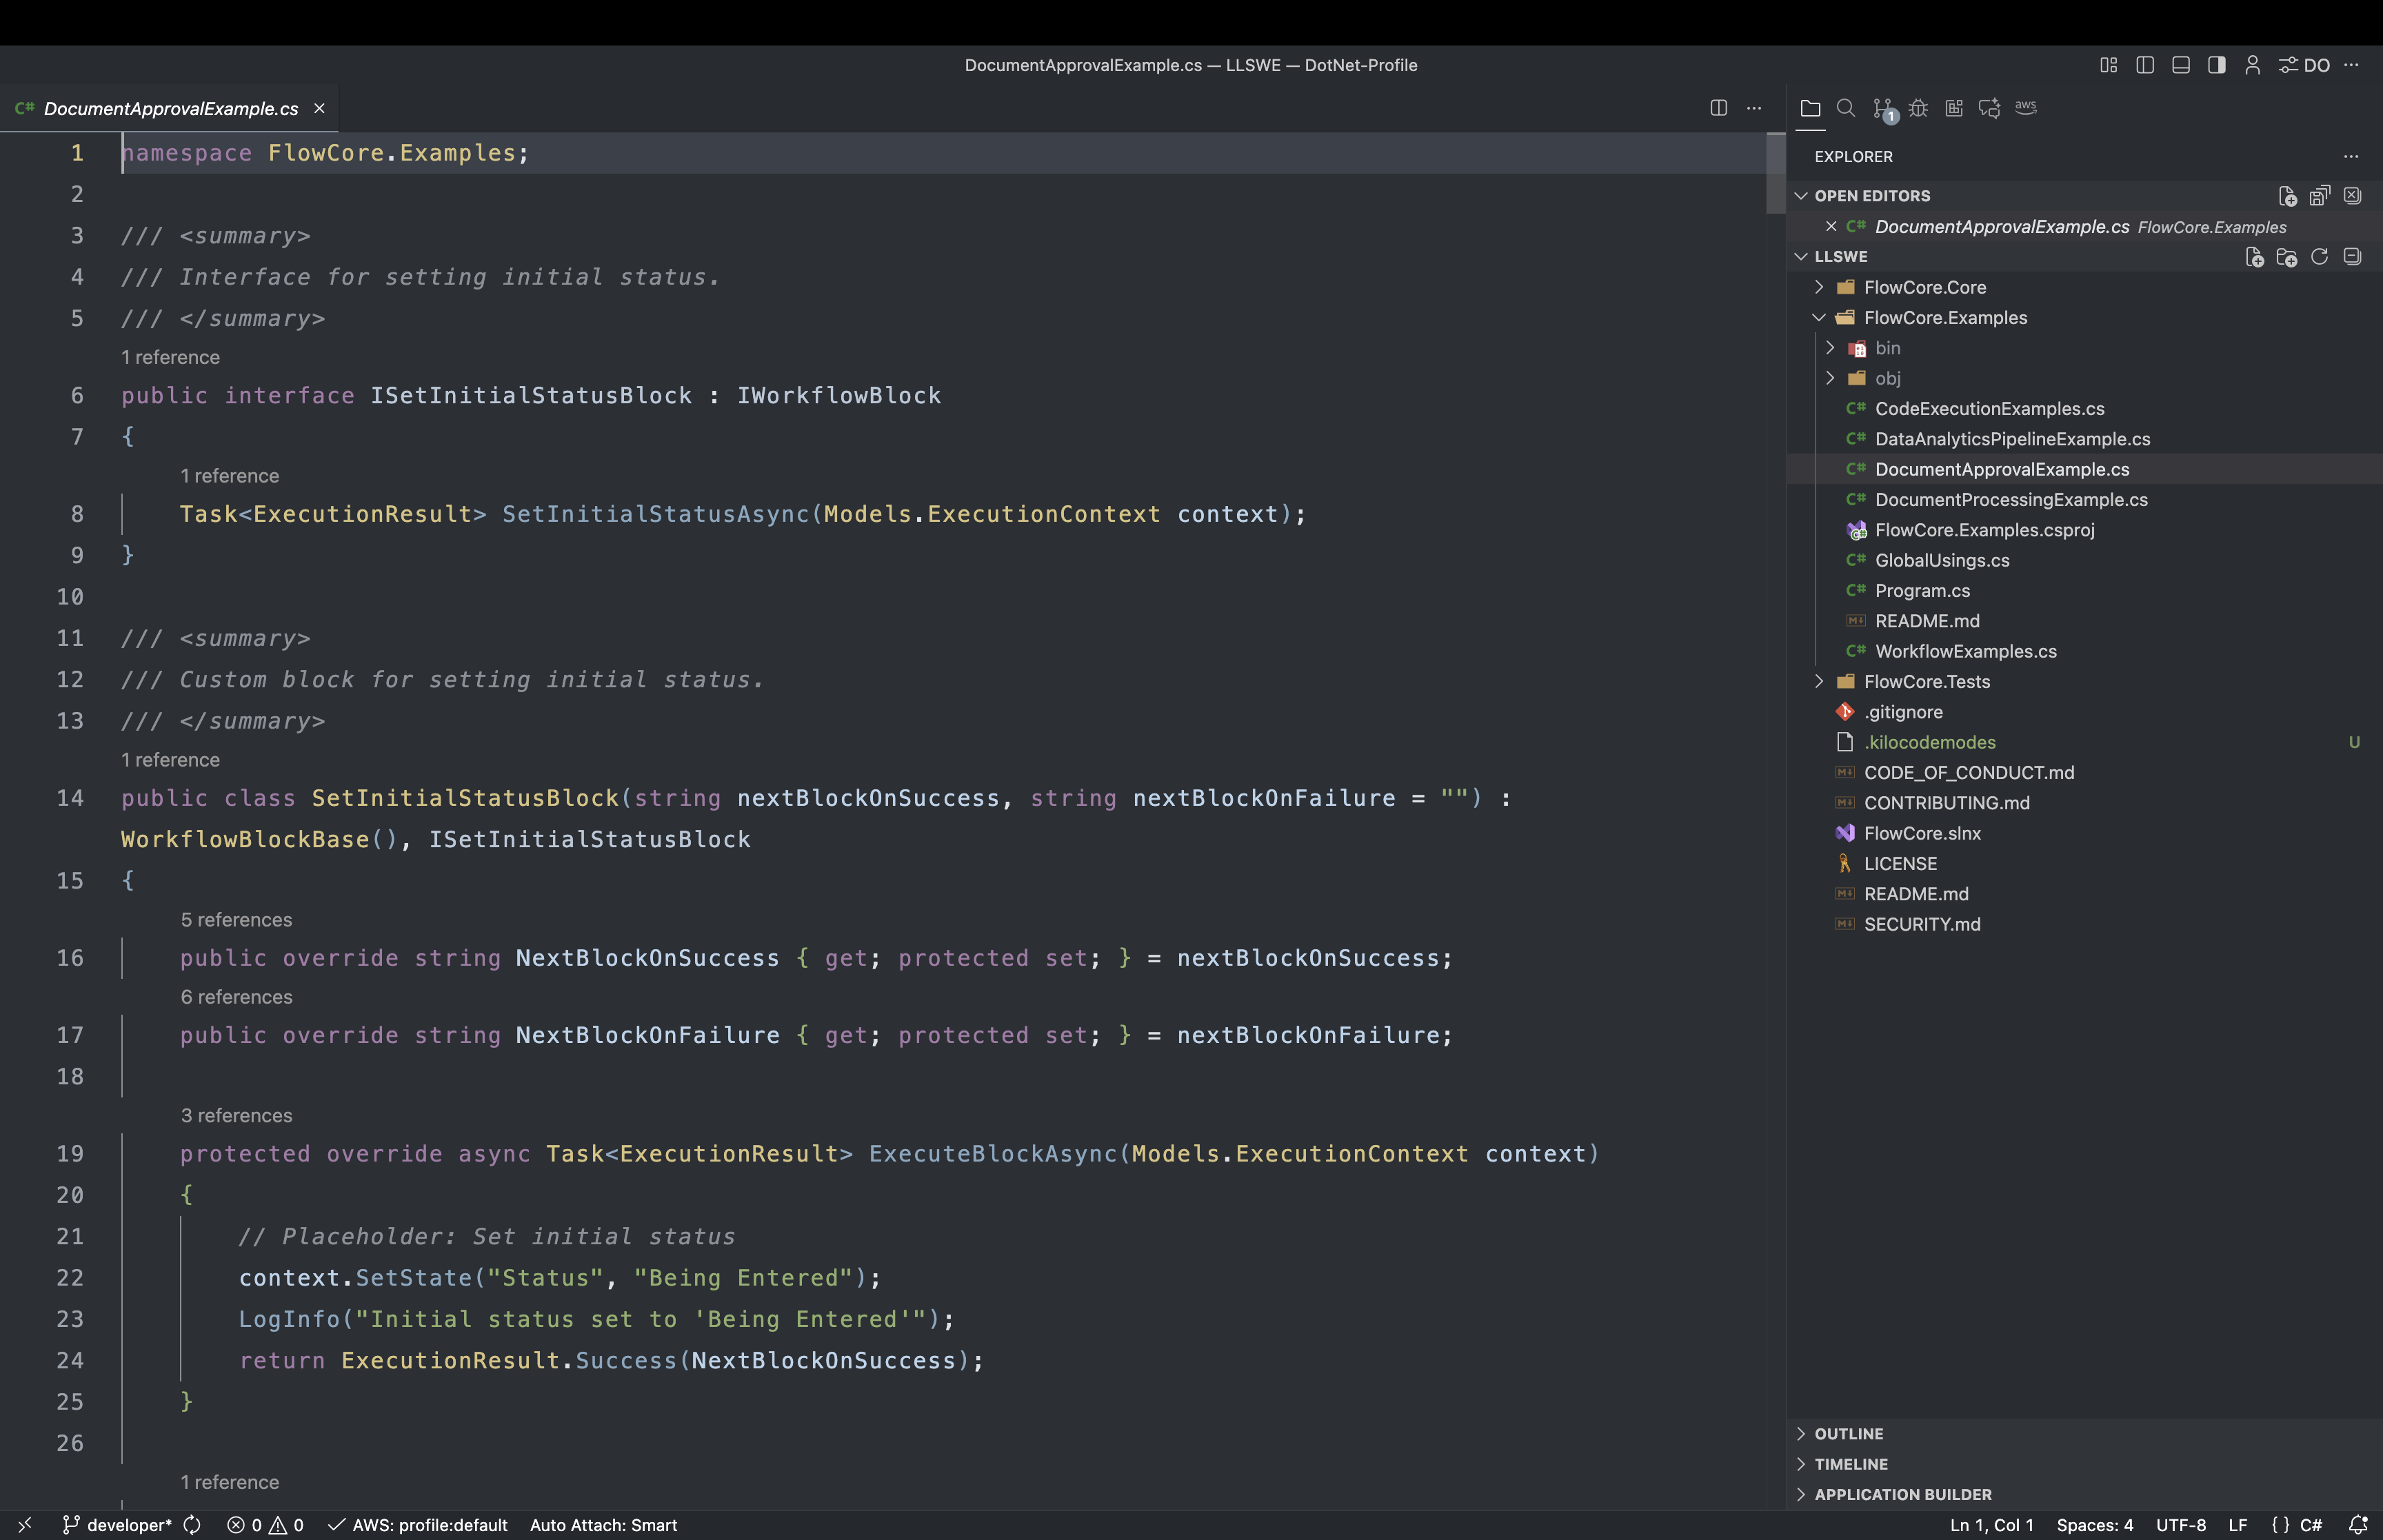 DocumentApprovalExample.cs — LLSWE — DotNet-Profile
DO
C# DocumentApprovalExample.cs
1 namespace FlowCore.Examples;
2
3 /// <summary>
4 /// Interface for setting initial status.
5 /// </summary>
1 reference
6 public interface ISetInitialStatusBlock : IWorkflowBlock
7 {
1 reference
8 Task<ExecutionResult> SetInitialStatusAsync(Models.ExecutionContext context);
9 }
10
11 /// <summary>
12 /// Custom block for setting initial status.
13 /// </summary>
1 reference
14 public class SetInitialStatusBlock(string nextBlockOnSuccess, string nextBlockOnFailure = "") :
WorkflowBlockBase(), ISetInitialStatusBlock
15 {
5 references
16 public override string NextBlockOnSuccess { get; protected set; } = nextBlockOnSuccess;
6 references
17 public override string NextBlockOnFailure { get; protected set; } = nextBlockOnFailure;
18
3 references
19 protected override async Task<ExecutionResult> ExecuteBlockAsync(Models.ExecutionContext context)
20 {
21 // Placeholder: Set initial status
22 context.SetState("Status", "Being Entered");
23 LogInfo("Initial status set to 'Being Entered'");
24 return ExecutionResult.Success(NextBlockOnSuccess);
25 }
26
1 reference
1
aws
EXPLORER
OPEN EDITORS
C# DocumentApprovalExample.cs FlowCore.Examples
LLSWE
FlowCore.Core
FlowCore.Examples
bin
obj
C# CodeExecutionExamples.cs
C# DataAnalyticsPipelineExample.cs
C# DocumentApprovalExample.cs
C# DocumentProcessingExample.cs
FlowCore.Examples.csproj
C# GlobalUsings.cs
C# Program.cs
README.md
C# WorkflowExamples.cs
FlowCore.Tests
.gitignore
.kilocodemodes U
CODE_OF_CONDUCT.md
CONTRIBUTING.md
FlowCore.slnx
LICENSE
README.md
SECURITY.md
OUTLINE
TIMELINE
APPLICATION BUILDER
developer* 0 0 AWS: profile:default Auto Attach: Smart Ln 1, Col 1 Spaces: 4 UTF-8 LF {} C#